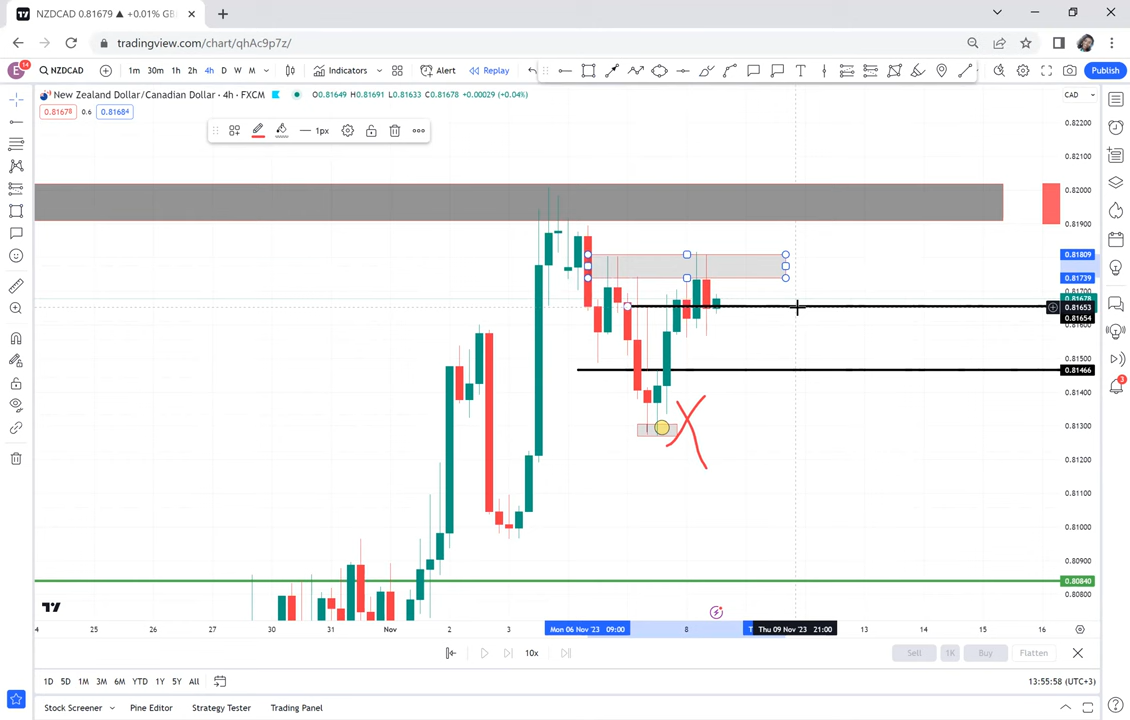 NZDCAD 0.81679 ▲ +0.01% GB
tradingview.com/chart/qhAc9p7z/
E 14 NZDCAD 1m 30m 1h 2h 4h D W M Indicators Alert Replay Publish
New Zealand Dollar/Canadian Dollar · 4h · FXCM O0.81649 H0.81691 L0.81633 C0.81678 +0.00029 (+0.04%) CAD
0.81678 0.6 0.81684
1px
0.82200
0.82100
0.82000
0.81900
0.81809
0.81739
0.81700
0.81678
0.81653
0.81654
0.81600
0.81500
0.81466
0.81400
0.81300
0.81200
0.81100
0.81000
0.80900
0.80840
0.80800
3
4 25 26 27 30 31 Nov 2 3 Mon 06 Nov '23 09:00 8 T Thu 09 Nov '23 21:00 13 14 15 16
10x Sell 1K Buy Flatten
1D 5D 1M 3M 6M YTD 1Y 5Y All 13:55:58 (UTC+3)
Stock Screener Pine Editor Strategy Tester Trading Panel